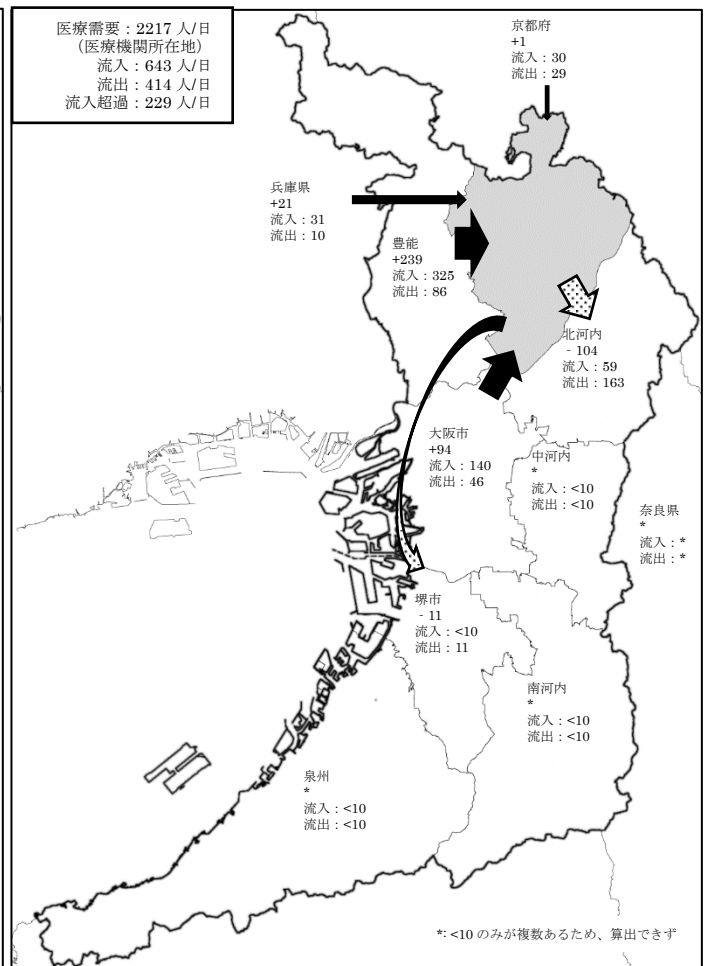 医療需要：2217 人/日
（医療機関所在地）
流入：643 人/日
流出：414 人/日
流入超過：229 人/日
京都府
+1
流入：30
流出：29
兵庫県
+21
流入：31
流出：10
豊能
+239
流入：325
流出：86
北河内
‐104
流入：59
流出：163
大阪市
+94
流入：140
流出：46
中河内
*
流入：<10
流出：<10
奈良県
*
流入：*
流出：*
堺市
‐11
流入：<10
流出：11
南河内
*
流入：<10
流出：<10
泉州
*
流入：<10
流出：<10
*: <10 のみが複数あるため、算出できず